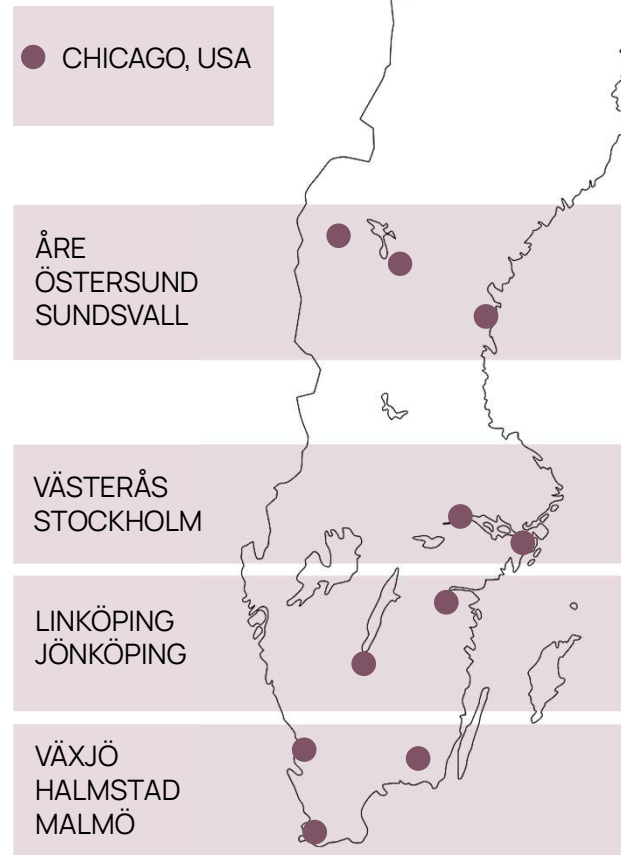 CHICAGO, USA
ÅRE
ÖSTERSUND
SUNDSVALL
VÄSTERÅS
STOCKHOLM
LINKÖPING
JÖNKÖPING
VÄXJÖ
HALMSTAD
MALMÖ